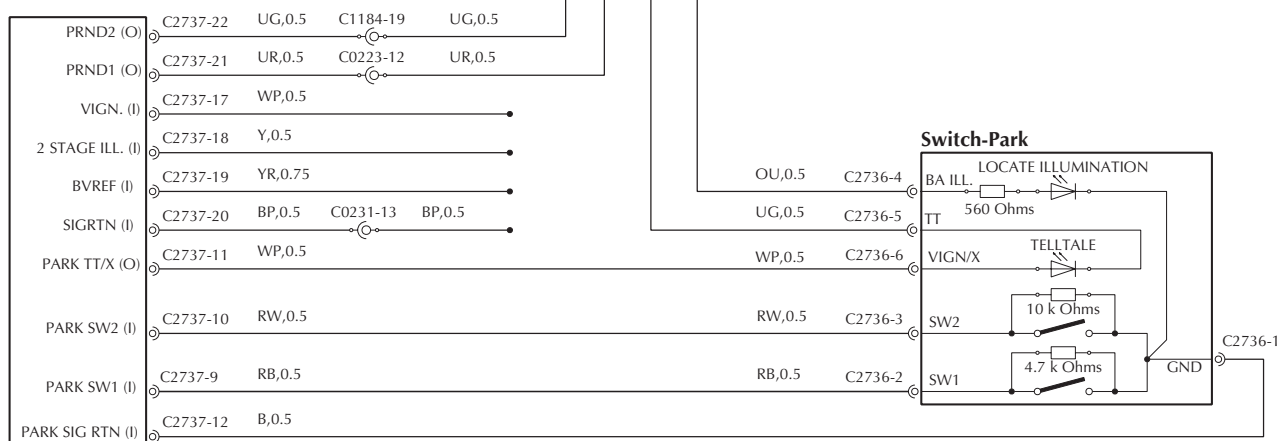 PRND2 (O) C2737-22 UG,0.5 C1184-19 UG,0.5
PRND1 (O) C2737-21 UR,0.5 C0223-12 UR,0.5
VIGN. (I) C2737-17 WP,0.5
2 STAGE ILL. (I) C2737-18 Y,0.5
BVREF (I) C2737-19 YR,0.75
SIGRTN (I) C2737-20 BP,0.5 C0231-13 BP,0.5
PARK TT/X (O) C2737-11 WP,0.5
PARK SW2 (I) C2737-10 RW,0.5
PARK SW1 (I) C2737-9 RB,0.5
PARK SIG RTN (I) C2737-12 B,0.5
Switch-Park
OU,0.5 C2736-4 BA ILL. LOCATE ILLUMINATION
560 Ohms
UG,0.5 C2736-5 TT
TELLTALE
WP,0.5 C2736-6 VIGN/X
10 k Ohms
RW,0.5 C2736-3 SW2
4.7 k Ohms
RB,0.5 C2736-2 SW1
GND C2736-1